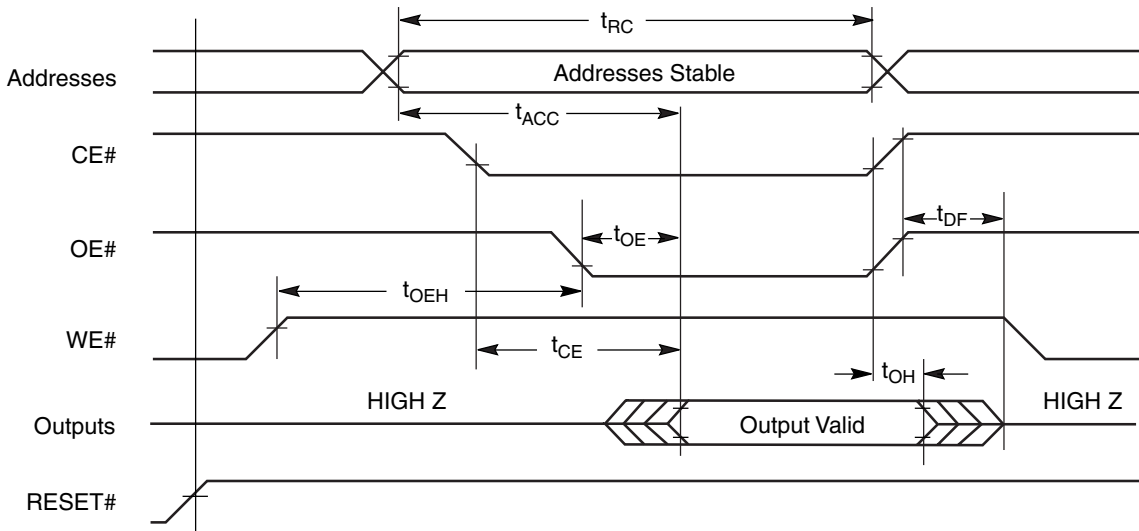 tRC
Addresses
Addresses Stable
tACC
CE#
tDF
OE#
tOE
tOEH
WE#
tCE
tOH
HIGH Z
HIGH Z
Outputs
Output Valid
RESET#